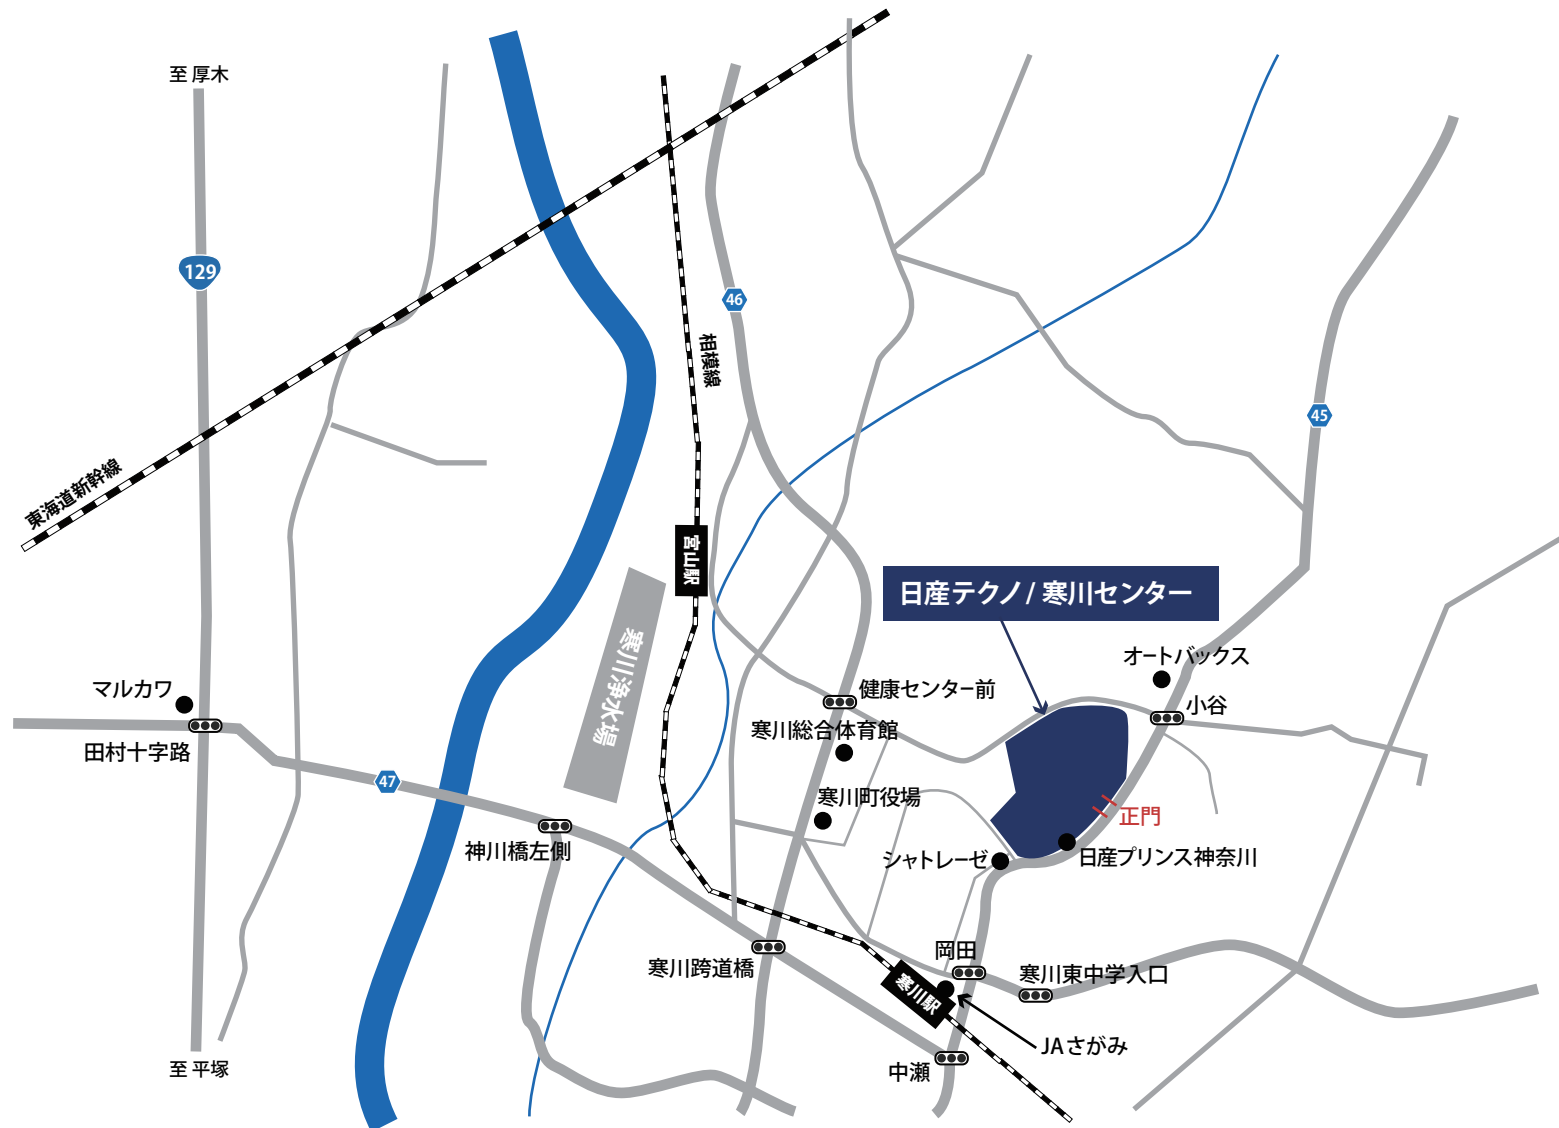 至 厚木
129
46
相模線
45
東海道新幹線
宮山駅
日産テクノ / 寒川センター
寒川浄水場
オートバックス
マルカワ
健康センター前
小谷
寒川総合体育館
田村十字路
47
寒川町役場
正門
神川橋左側
シャトレーゼ
日産プリンス神奈川
岡田
寒川跨道橋
寒川東中学入口
寒川駅
JAさがみ
至 平塚
中瀬